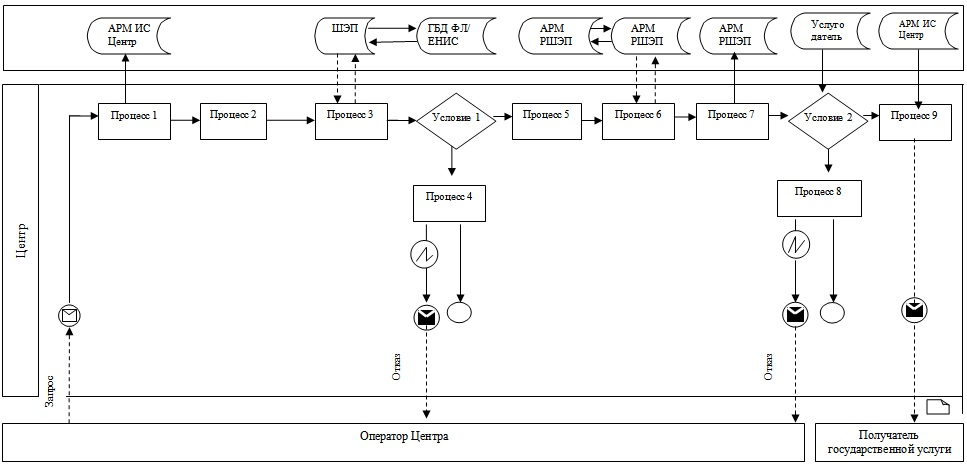 АРМ ИС
Центр
ШЭП
ГБД ФЛ/
ЕНИС
АРМ
РШЭП
АРМ
РШЭП
АРМ
РШЭП
Услуго
датель
АРМ ИС
Центр
Центр
Процесс 1
Процесс 2
Процесс 3
Условие 1
Процесс 5
Процесс 6
Процесс 7
Условие 2
Процесс 9
Процесс 4
Процесс 8
Запрос
Отказ
Отказ
Оператор Центра
Получатель
государственной услуги